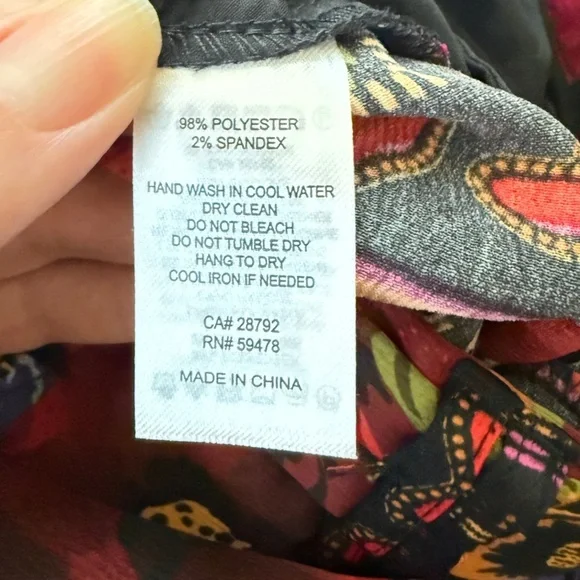 98% POLYESTER
2% SPANDEX
HAND WASH IN COOL WATER
DRY CLEAN
DO NOT BLEACH
DO NOT TUMBLE DRY
HANG TO DRY
COOL IRON IF NEEDED
CA# 28792
RN# 59478
MADE IN CHINA